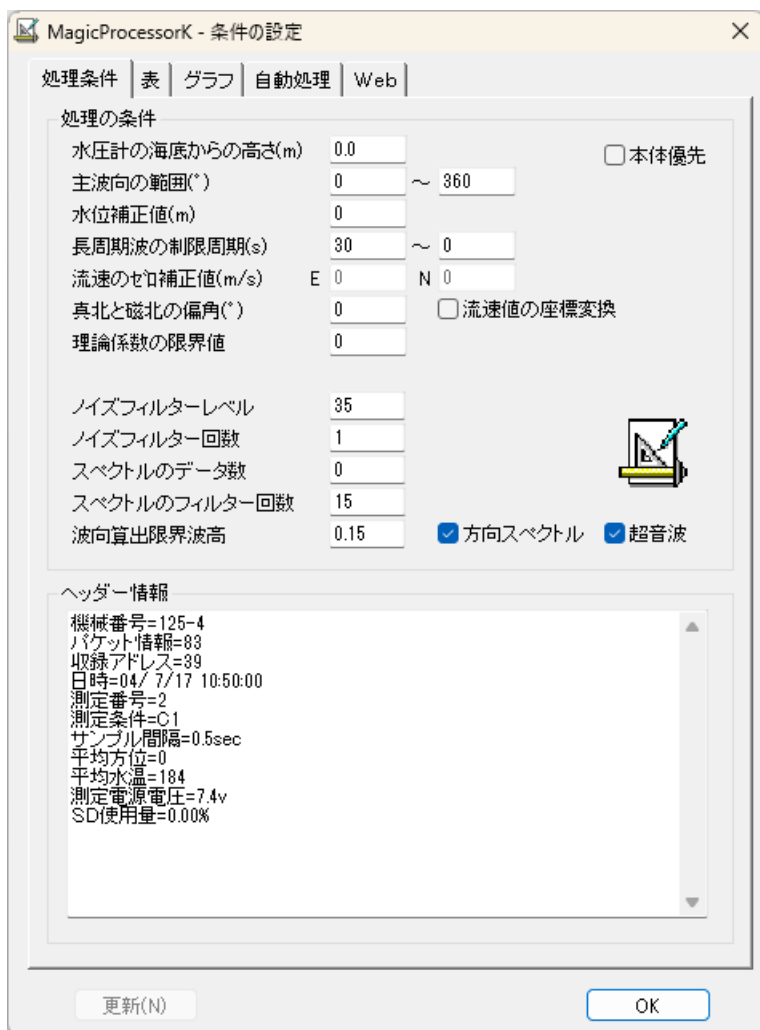 MagicProcessorK - 条件の設定
処理条件 表 グラフ 自動処理 Web
処理の条件
水圧計の海底からの高さ(m) 0.0 本体優先
主波向の範囲(°) 0 ～ 360
水位補正値(m) 0
長周期波の制限周期(s) 30 ～ 0
流速のゼロ補正値(m/s) E 0 N 0
真北と磁北の偏角(°) 0 流速値の座標変換
理論係数の限界値 0
ノイズフィルターレベル 35
ノイズフィルター回数 1
スペクトルのデータ数 0
スペクトルのフィルター回数 15
波向算出限界波高 0.15 方向スペクトル 超音波
ヘッダー情報
機械番号=125-4
パケット情報=83
収録アドレス=39
日時=04/ 7/17 10:50:00
測定番号=2
測定条件=C1
サンプル間隔=0.5sec
平均方位=0
平均水温=184
測定電源電圧=7.4v
SD使用量=0.00%
更新(N) OK